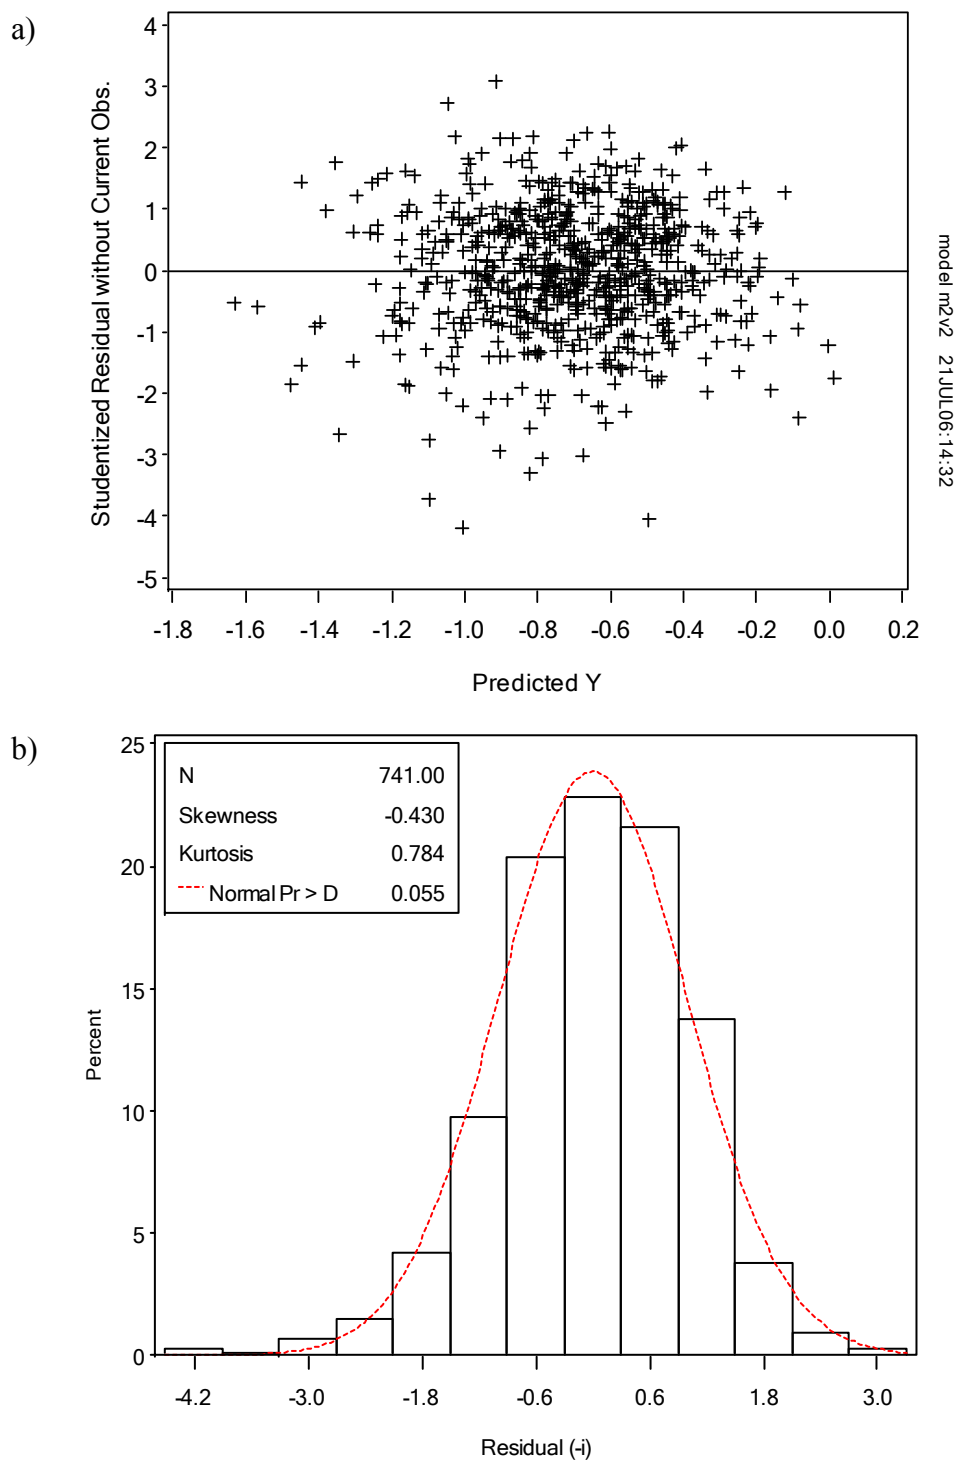 a)
4
3
2
1
0
-1
-2
-3
-4
-5
Studentized Residual without Current Obs.
-1.8 -1.6 -1.4 -1.2 -1.0 -0.8 -0.6 -0.4 -0.2 0.0 0.2
Predicted Y
model m2v2 21JUL06:14:32
b)
25
20
15
10
5
0
Percent
N 741.00
Skewness -0.430
Kurtosis 0.784
Normal Pr > D 0.055
-4.2 -3.0 -1.8 -0.6 0.6 1.8 3.0
Residual (-i)